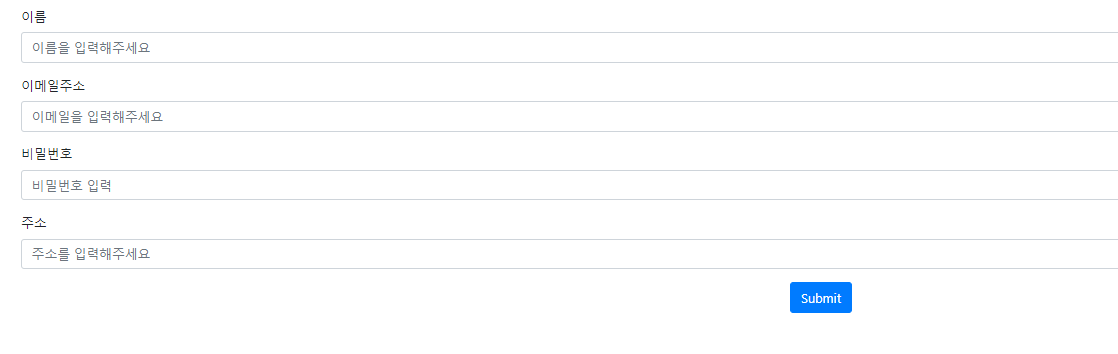 이름
이름을 입력해주세요
이메일주소
이메일을 입력해주세요
비밀번호
비밀번호 입력
주소
주소를 입력해주세요
Submit